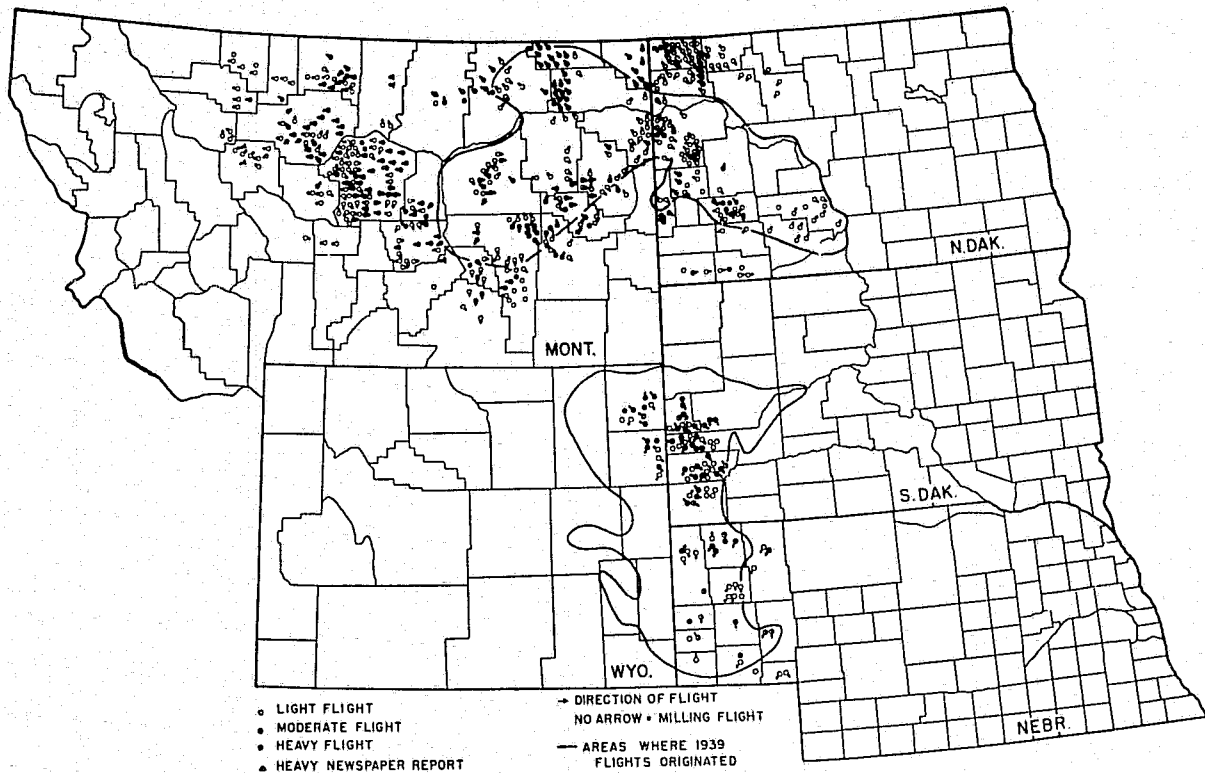 N.DAK.
MONT.
S.DAK.
WYO.
NEBR.
LIGHT FLIGHT
MODERATE FLIGHT
HEAVY FLIGHT
HEAVY NEWSPAPER REPORT
DIRECTION OF FLIGHT
NO ARROW = MILLING FLIGHT
AREAS WHERE 1939
FLIGHTS ORIGINATED